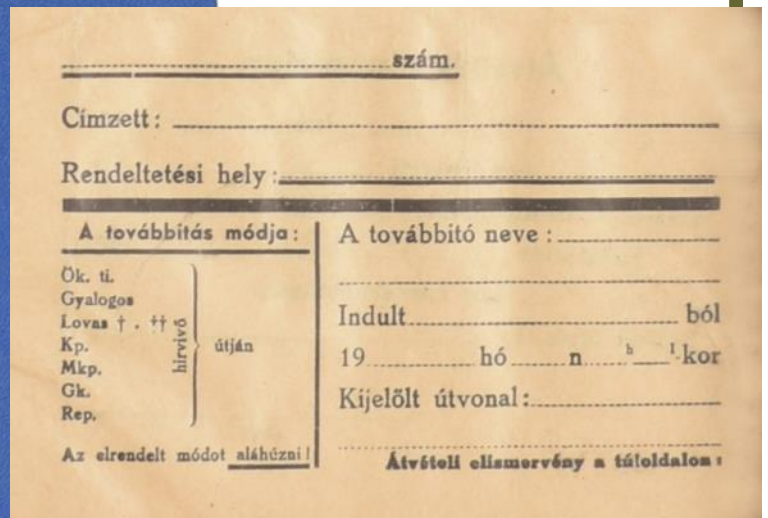 szám.
Címzett:
Rendeltetési hely:
A továbbítás módja:
Ök. ti.
Gyalogos
Lovas † . ††
Kp.
Mkp.
Gk.
Rep.
hírvivő
útján
Az elrendelt módot aláhúzni!
A továbbitó neve:
Indult ból
19 hó n h l-kor
Kijelölt útvonal:
Átvételi elismervény a túloldalon: